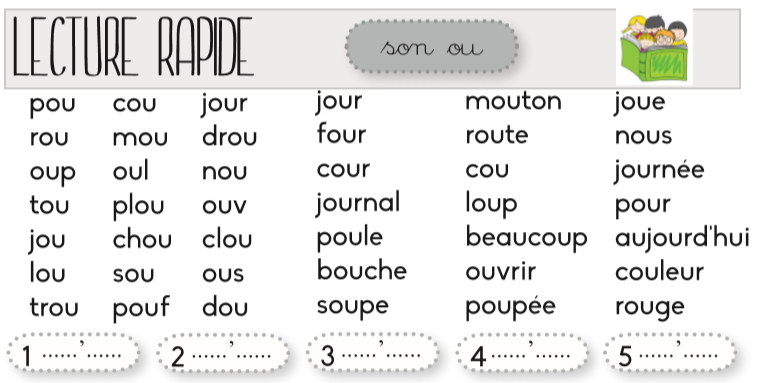 LECTURE RAPIDE son ou
pou cou jour jour mouton joue
rou mou drou four route nous
oup oul nou cour cou journée
tou plou ouv journal loup pour
jou chou clou poule beaucoup aujourd'hui
lou sou ous bouche ouvrir couleur
trou pouf dou soupe poupée rouge
1 ......'...... 2 ......'...... 3 ......'...... 4 ......'...... 5 ......'......